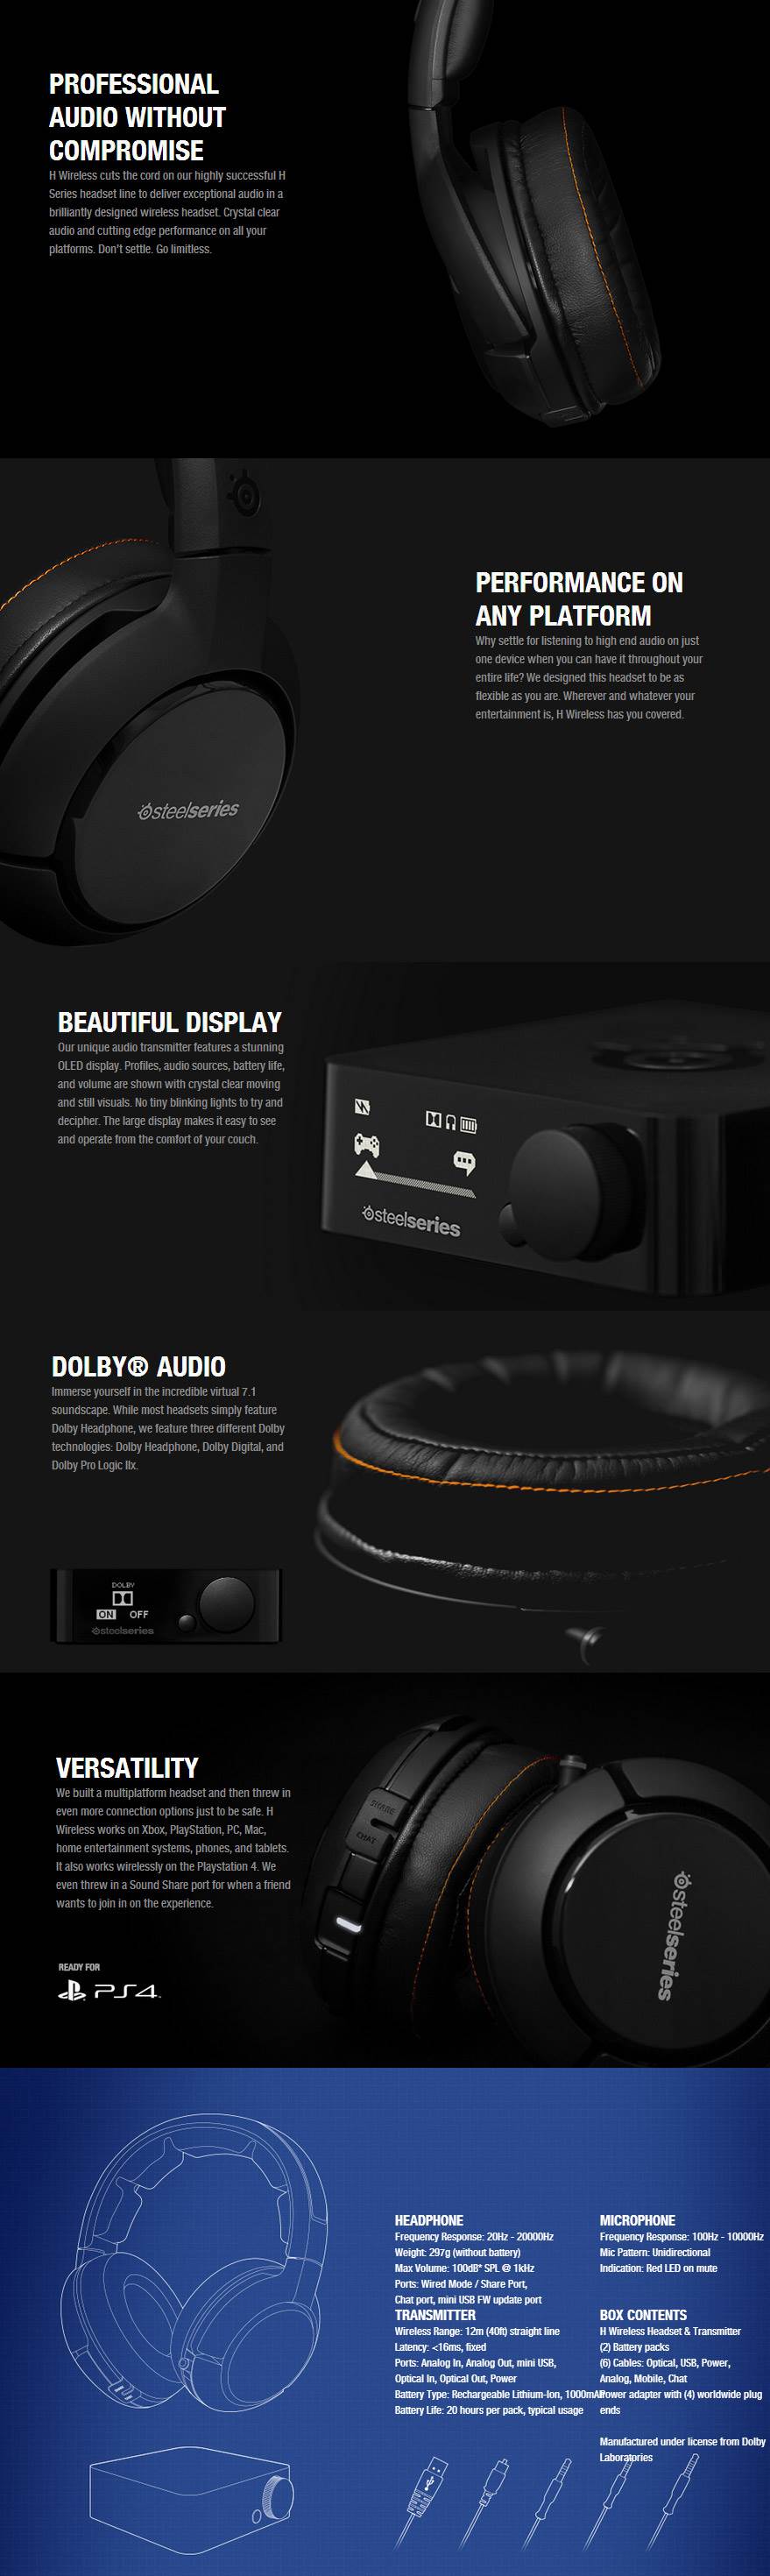 PROFESSIONAL
AUDIO WITHOUT
COMPROMISE
H Wireless cuts the cord on our highly successful H
Series headset line to deliver exceptional audio in a
brilliantly designed wireless headset. Crystal clear
audio and cutting edge performance on all your
platforms. Don't settle. Go limitless.
PERFORMANCE ON
ANY PLATFORM
Why settle for listening to high end audio on just
one device when you can have it throughout your
entire life? We designed this headset to be as
flexible as you are. Wherever and whatever your
entertainment is, H Wireless has you covered.
steelseries
BEAUTIFUL DISPLAY
Our unique audio transmitter features a stunning
OLED display. Profiles, audio sources, battery life,
and volume are shown with crystal clear moving
and still visuals. No tiny blinking lights to try and
decipher. The large display makes it easy to see
and operate from the comfort of your couch.
steelseries
DOLBY® AUDIO
Immerse yourself in the incredible virtual 7.1
soundscape. While most headsets simply feature
Dolby Headphone, we feature three different Dolby
technologies: Dolby Headphone, Dolby Digital, and
Dolby Pro Logic IIx.
DOLBY
ON OFF
steelseries
VERSATILITY
We built a multiplatform headset and then threw in
even more connection options just to be safe. H
Wireless works on Xbox, PlayStation, PC, Mac,
home entertainment systems, phones, and tablets.
It also works wirelessly on the Playstation 4. We
even threw in a Sound Share port for when a friend
wants to join in on the experience.
SHARE
CHAT
steelseries
READY FOR
PS4
HEADPHONE
Frequency Response: 20Hz - 20000Hz
Weight: 297g (without battery)
Max Volume: 100dB* SPL @ 1kHz
Ports: Wired Mode / Share Port,
Chat port, mini USB FW update port
MICROPHONE
Frequency Response: 100Hz - 10000Hz
Mic Pattern: Unidirectional
Indication: Red LED on mute
TRANSMITTER
Wireless Range: 12m (40ft) straight line
Latency: <16ms, fixed
Ports: Analog In, Analog Out, mini USB,
Optical In, Optical Out, Power
Battery Type: Rechargeable Lithium-Ion, 1000mAh
Battery Life: 20 hours per pack, typical usage
BOX CONTENTS
H Wireless Headset & Transmitter
(2) Battery packs
(6) Cables: Optical, USB, Power,
Analog, Mobile, Chat
Power adapter with (4) worldwide plug
ends
Manufactured under license from Dolby
Laboratories